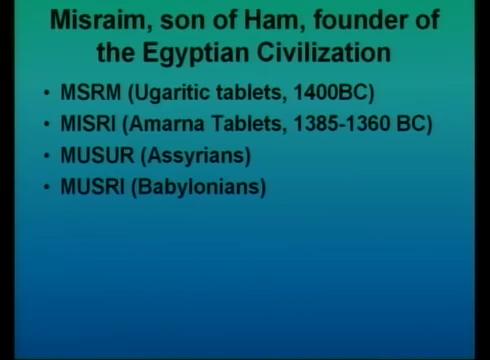 Misraim, son of Ham, founder of
the Egyptian Civilization
• MSRM (Ugaritic tablets, 1400BC)
• MISRI (Amarna Tablets, 1385-1360 BC)
• MUSUR (Assyrians)
• MUSRI (Babylonians)